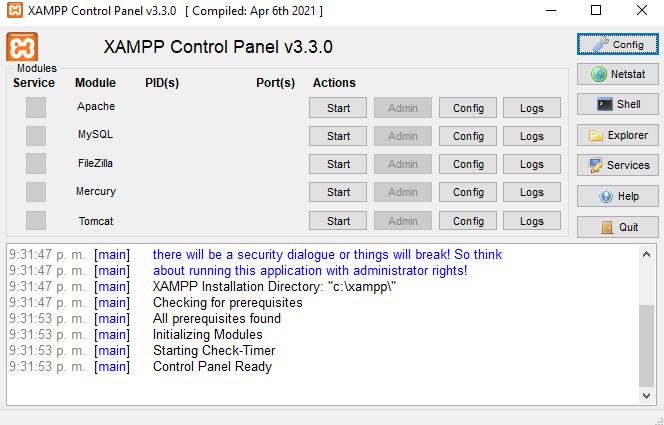 XAMPP Control Panel v3.3.0 [ Compiled: Apr 6th 2021 ]
XAMPP Control Panel v3.3.0
Config
Modules
Service Module PID(s) Port(s) Actions
Netstat
Apache Start Admin Config Logs
Shell
MySQL Start Admin Config Logs
Explorer
FileZilla Start Admin Config Logs
Services
Mercury Start Admin Config Logs
Help
Tomcat Start Admin Config Logs
Quit
9:31:47 p. m. [main] there will be a security dialogue or things will break! So think
9:31:47 p. m. [main] about running this application with administrator rights!
9:31:47 p. m. [main] XAMPP Installation Directory: "c:\xampp\"
9:31:47 p. m. [main] Checking for prerequisites
9:31:53 p. m. [main] All prerequisites found
9:31:53 p. m. [main] Initializing Modules
9:31:53 p. m. [main] Starting Check-Timer
9:31:53 p. m. [main] Control Panel Ready